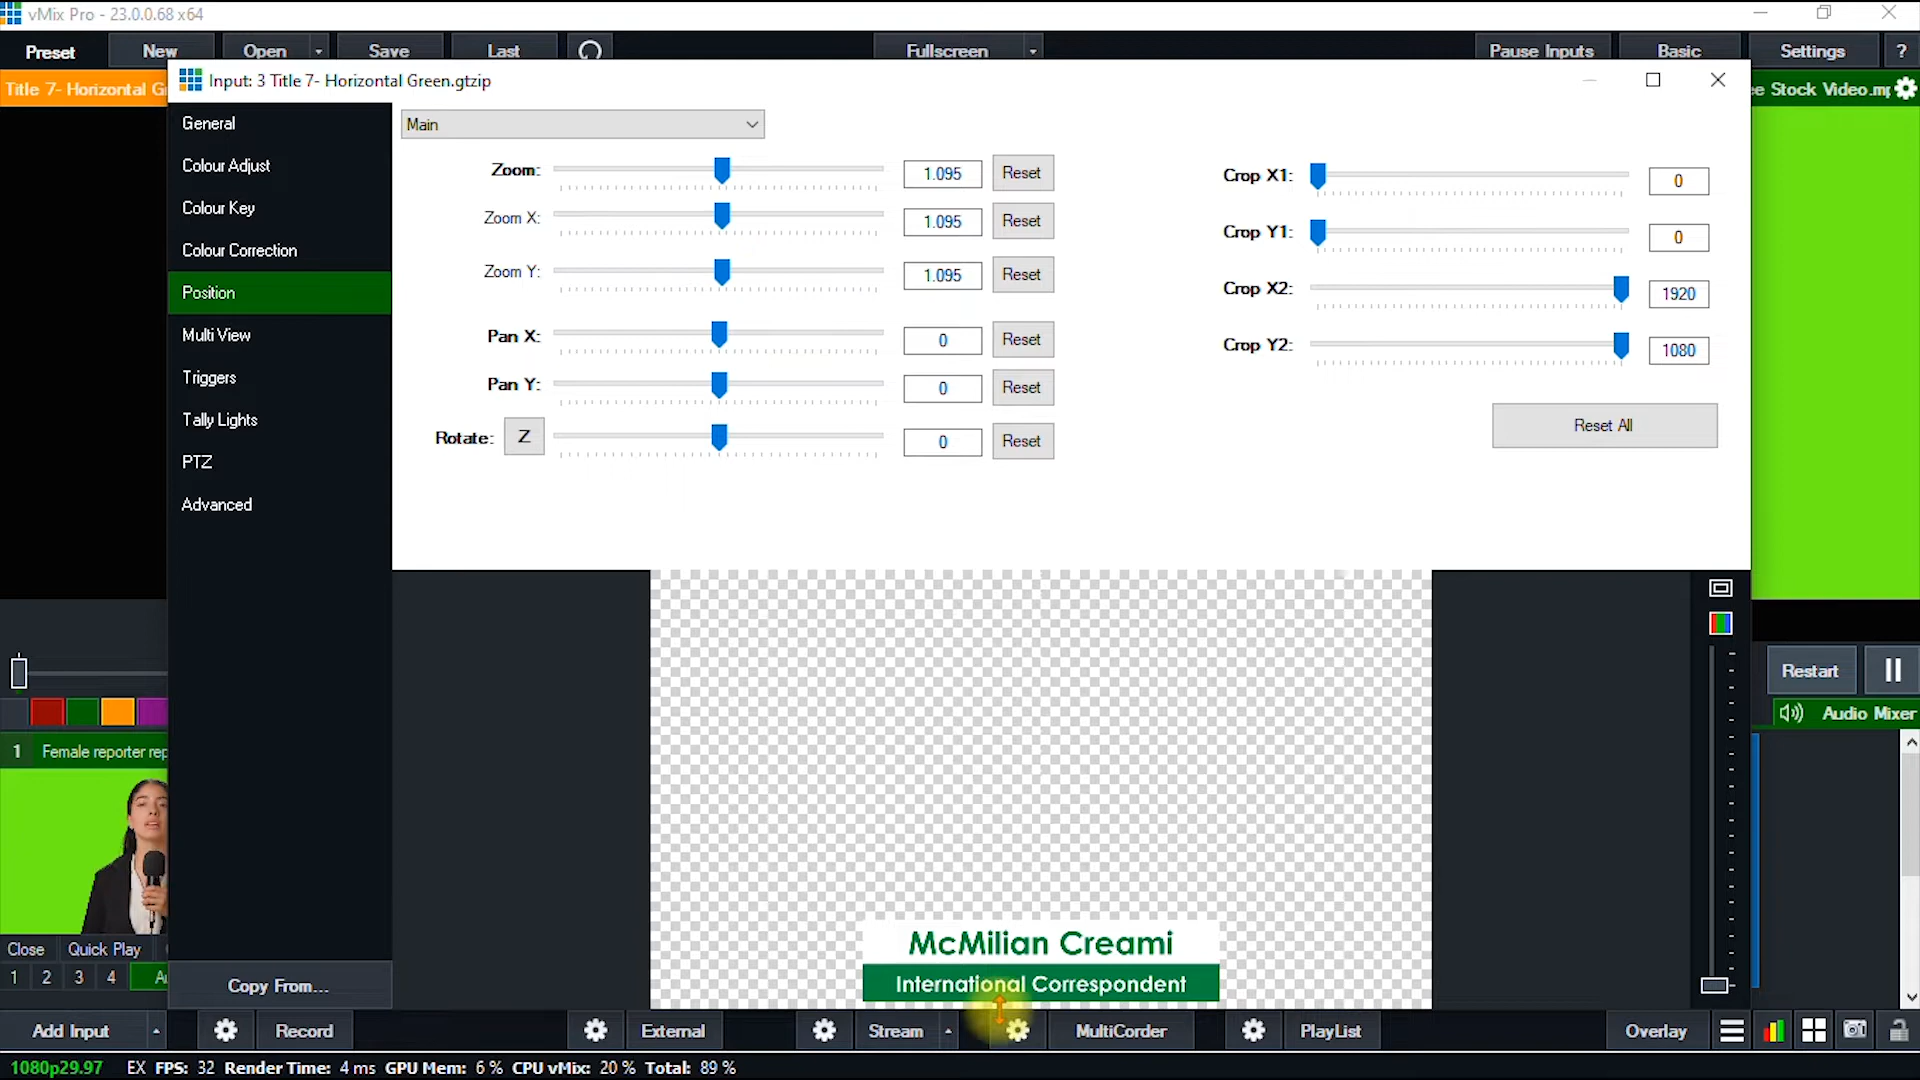 vMix Pro - 23.0.0.68 x64
Preset New Open Save Last Fullscreen Pause Inputs Basic Settings ?
Title 7- Horizontal G
Input: 3 Title 7- Horizontal Green.gtzip
ee Stock Video.m
General
Colour Adjust
Colour Key
Colour Correction
Position
Multi View
Triggers
Tally Lights
PTZ
Advanced
Copy From...
Main
Zoom: 1.095 Reset
Zoom X: 1.095 Reset
Zoom Y: 1.095 Reset
Pan X: 0 Reset
Pan Y: 0 Reset
Rotate: Z 0 Reset
Crop X1: 0
Crop Y1: 0
Crop X2: 1920
Crop Y2: 1080
Reset All
McMilian Creami
International Correspondent
Restart
Audio Mixer
1 Female reporter rep
Close Quick Play
1 2 3 4
Add Input Record External Stream MultiCorder PlayList Overlay
1080p29.97 EX FPS: 32 Render Time: 4 ms GPU Mem: 6 % CPU vMix: 20 % Total: 89 %